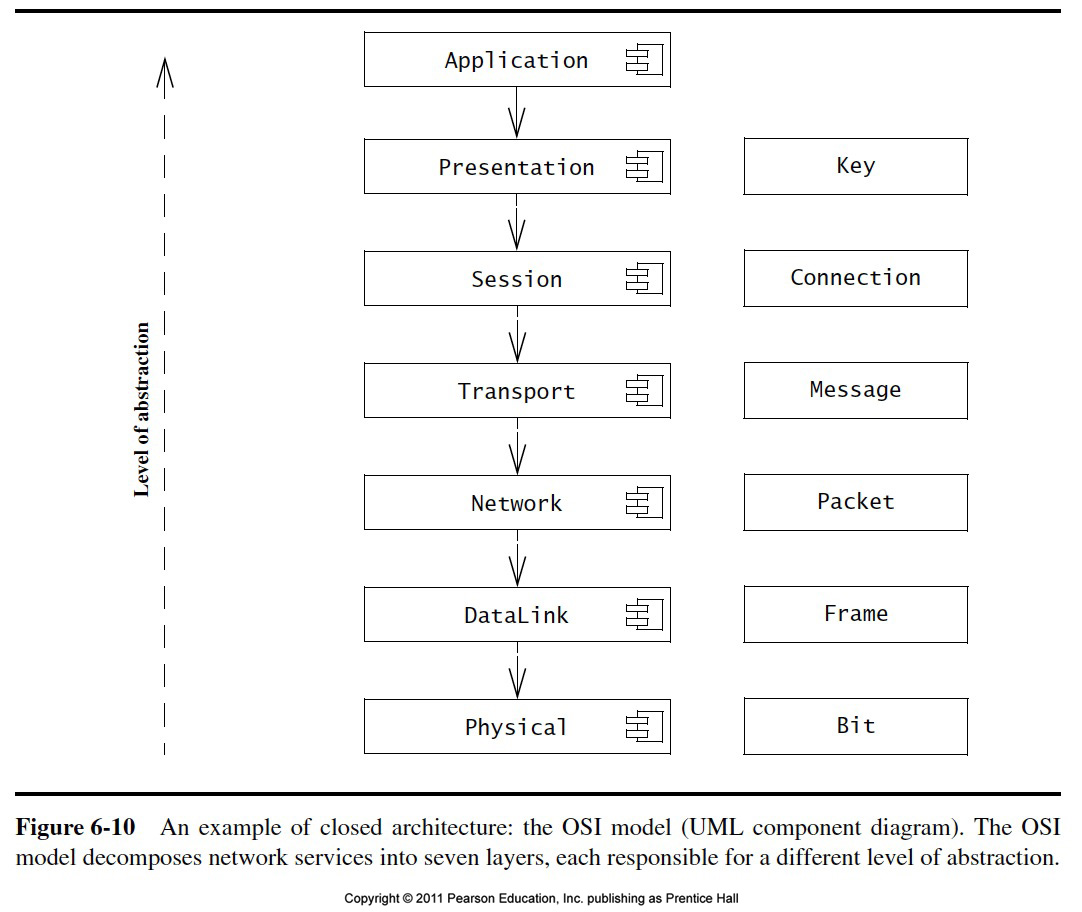 Application
Presentation
Key
Session
Connection
Level of abstraction
Transport
Message
Network
Packet
DataLink
Frame
Physical
Bit
Figure 6-10 An example of closed architecture: the OSI model (UML component diagram). The OSI
model decomposes network services into seven layers, each responsible for a different level of abstraction.
Copyright © 2011 Pearson Education, Inc. publishing as Prentice Hall